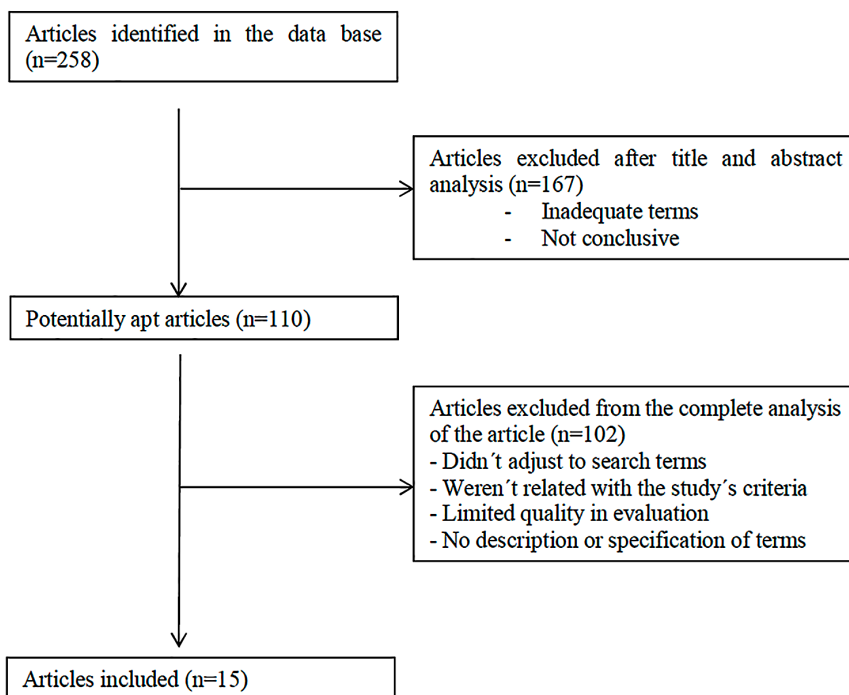 Articles identified in the data base
(n=258)
Articles excluded after title and abstract
analysis (n=167)
- Inadequate terms
- Not conclusive
Potentially apt articles (n=110)
Articles excluded from the complete analysis
of the article (n=102)
- Didn´t adjust to search terms
- Weren´t related with the study´s criteria
- Limited quality in evaluation
- No description or specification of terms
Articles included (n=15)